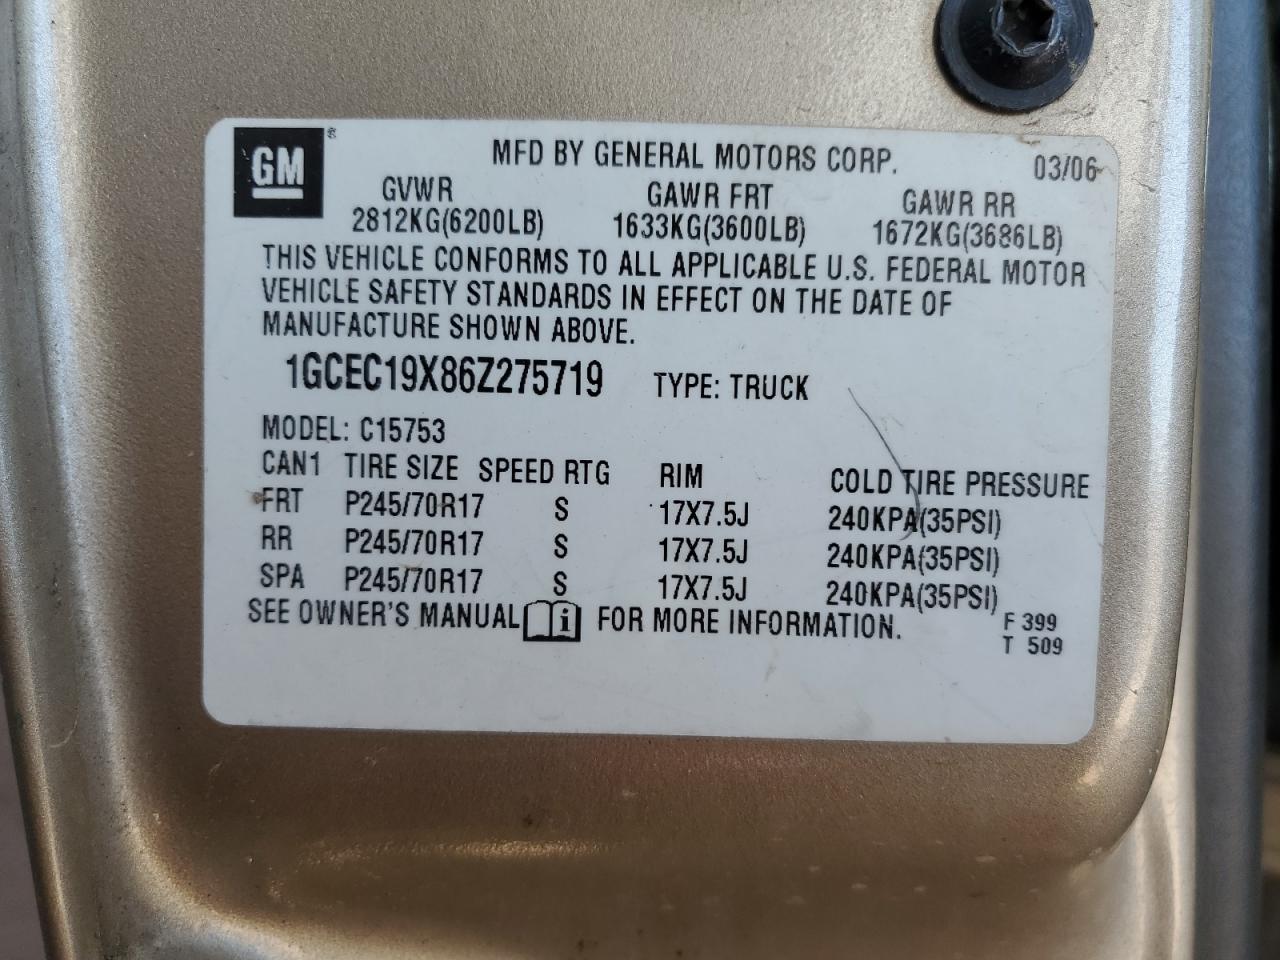 GM ®
MFD BY GENERAL MOTORS CORP. 03/06
GVWR GAWR FRT GAWR RR
2812KG(6200LB) 1633KG(3600LB) 1672KG(3686LB)
THIS VEHICLE CONFORMS TO ALL APPLICABLE U.S. FEDERAL MOTOR
VEHICLE SAFETY STANDARDS IN EFFECT ON THE DATE OF
MANUFACTURE SHOWN ABOVE.
1GCEC19X86Z275719 TYPE: TRUCK
MODEL: C15753
CAN1 TIRE SIZE SPEED RTG RIM COLD TIRE PRESSURE
FRT P245/70R17 S 17X7.5J 240KPA(35PSI)
RR P245/70R17 S 17X7.5J 240KPA(35PSI)
SPA P245/70R17 S 17X7.5J 240KPA(35PSI)
SEE OWNER'S MANUAL i FOR MORE INFORMATION.
F 399
T 509